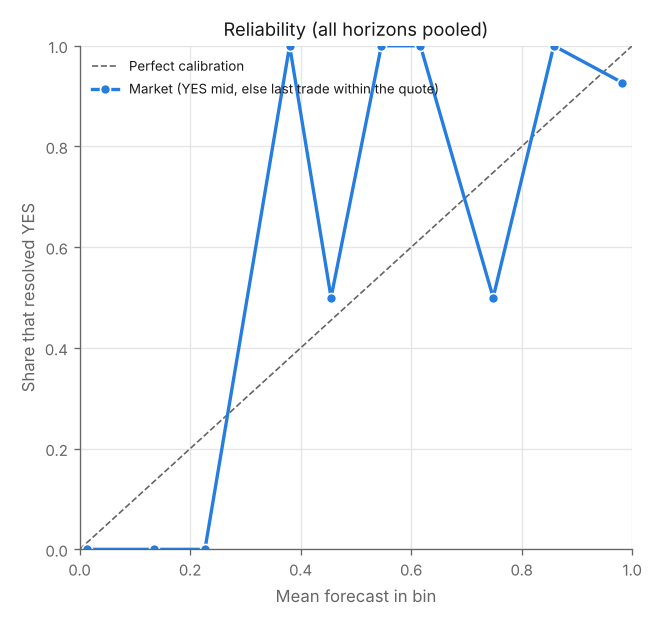 Reliability (all horizons pooled)
1.0
0.8
0.6
0.4
0.2
0.0
Share that resolved YES
Perfect calibration
Market (YES mid, else last trade within the quote)
0.0 0.2 0.4 0.6 0.8 1.0
Mean forecast in bin